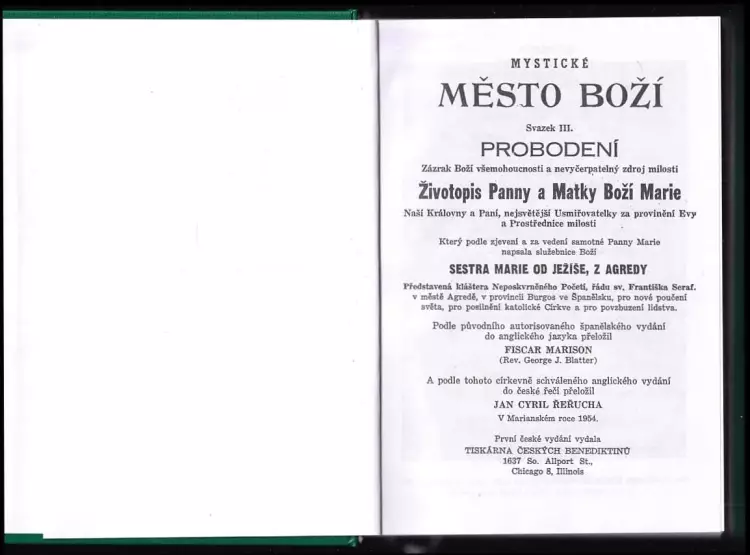 MYSTICKÉ
MĚSTO BOŽÍ
Svazek III.
PROBODENÍ
Zázrak Boží všemohoucnosti a nevyčerpatelný zdroj milosti
Životopis Panny a Matky Boží Marie
Naší Královny a Paní, nejsvětější Usmiřovatelky za provinění Evy
a Prostřednice milosti
Který podle zjevení a za vedení samotné Panny Marie
napsala služebnice Boží
SESTRA MARIE OD JEŽÍŠE, Z AGREDY
Představená kláštera Neposkvrněného Početí, řádu sv. Františka Seraf.
v městě Agredě, v provincii Burgos ve Španělsku, pro nové poučení
světa, pro posilnění katolické Církve a pro povzbuzení lidstva.
Podle původního autorisovaného španělského vydání
do anglického jazyka přeložil
FISCAR MARISON
(Rev. George J. Blatter)
A podle tohoto církevně schváleného anglického vydání
do české řeči přeložil
JAN CYRIL ŘEŘUCHA
V Marianském roce 1954.
První české vydání vydala
TISKÁRNA ČESKÝCH BENEDIKTINŮ
1637 So. Allport St.,
Chicago 8, Illinois